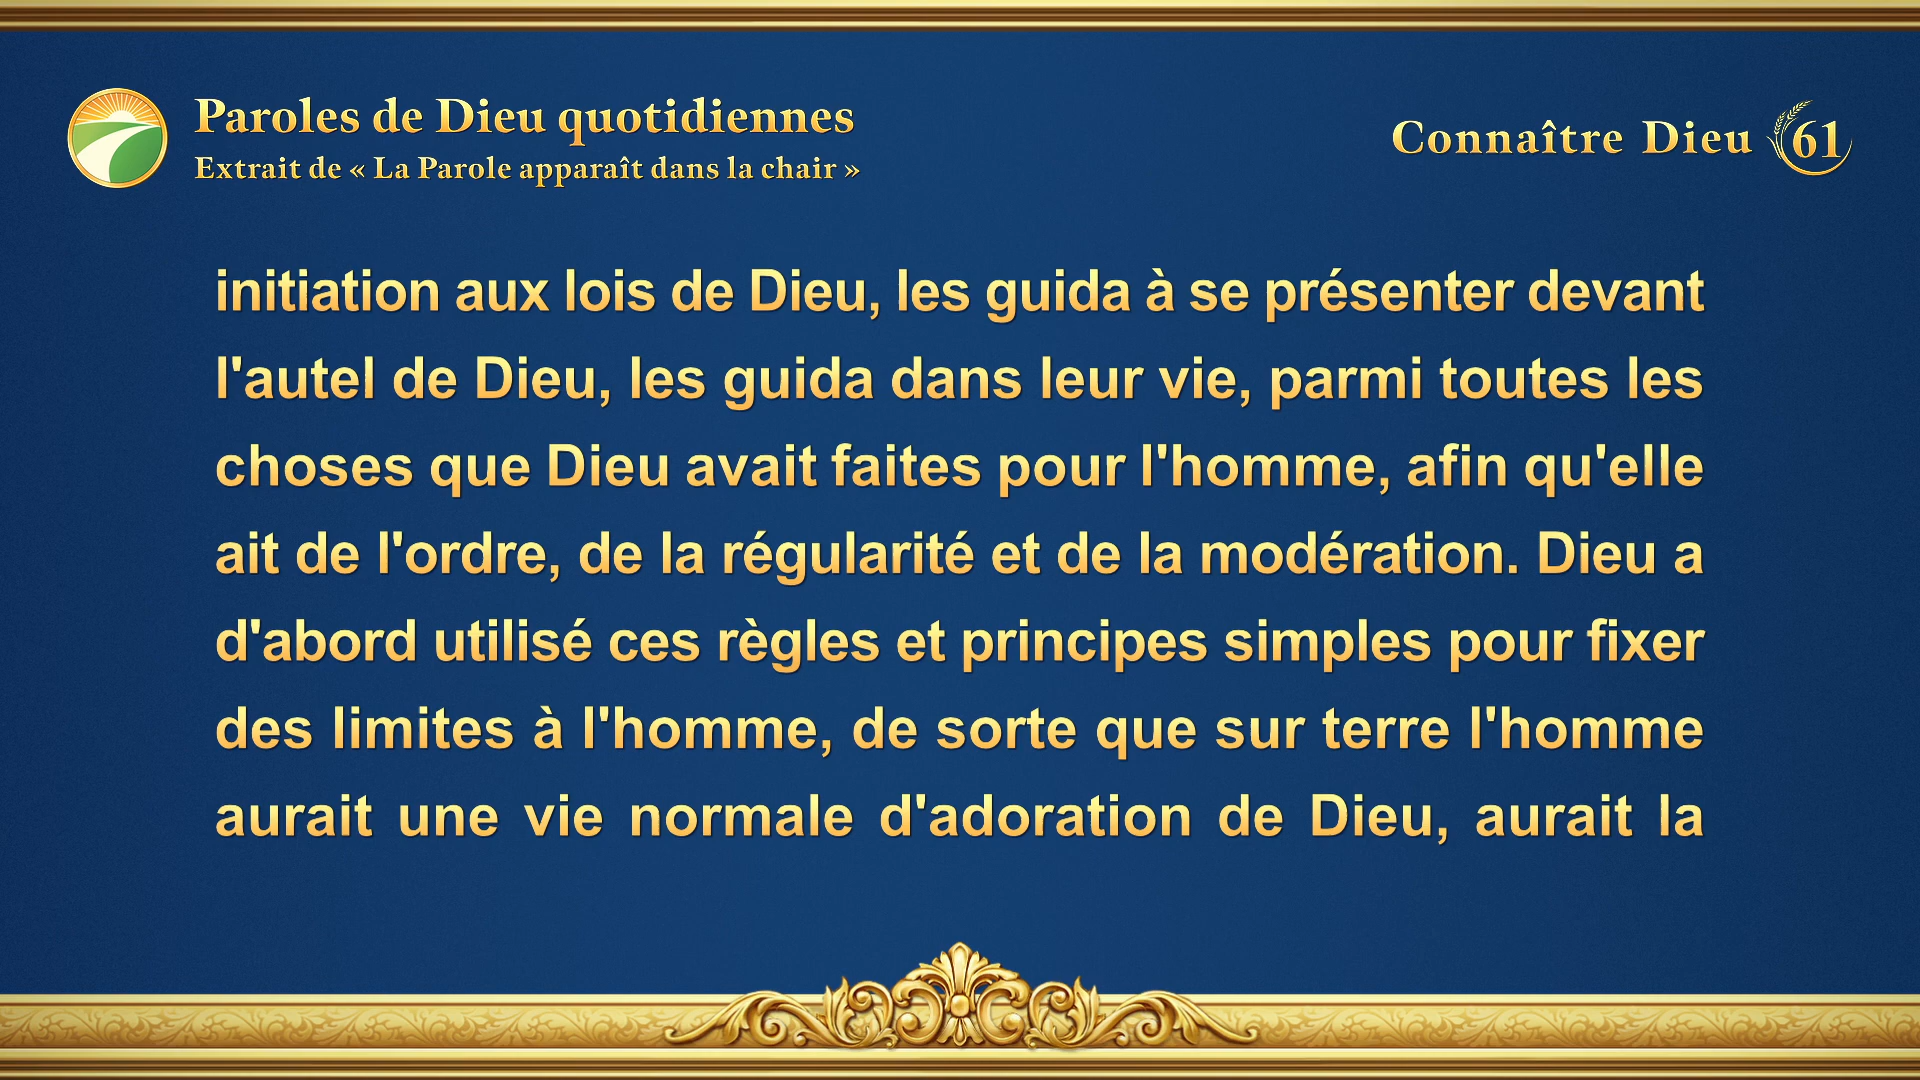 Paroles de Dieu quotidiennes
Extrait de « La Parole apparaît dans la chair »
Connaître Dieu 61
initiation aux lois de Dieu, les guida à se présenter devant
l'autel de Dieu, les guida dans leur vie, parmi toutes les
choses que Dieu avait faites pour l'homme, afin qu'elle
ait de l'ordre, de la régularité et de la modération. Dieu a
d'abord utilisé ces règles et principes simples pour fixer
des limites à l'homme, de sorte que sur terre l'homme
aurait une vie normale d'adoration de Dieu, aurait la